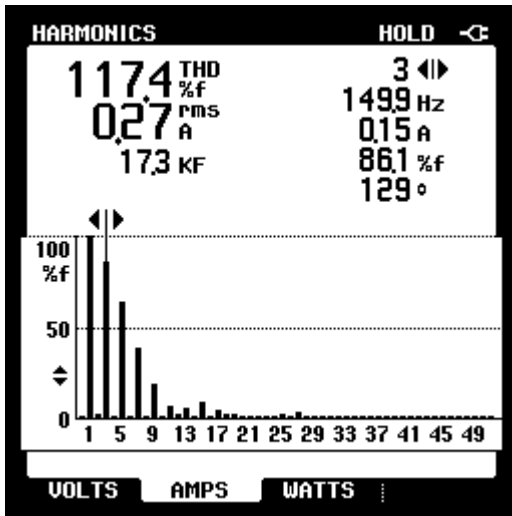 HARMONICS HOLD
117.4 THD %f
0.27 rms A
17.3 KF
3
149.9 Hz
0.15 A
86.1 %f
129 °
100
%f
50
0
1 5 9 13 17 21 25 29 33 37 41 45 49
VOLTS AMPS WATTS